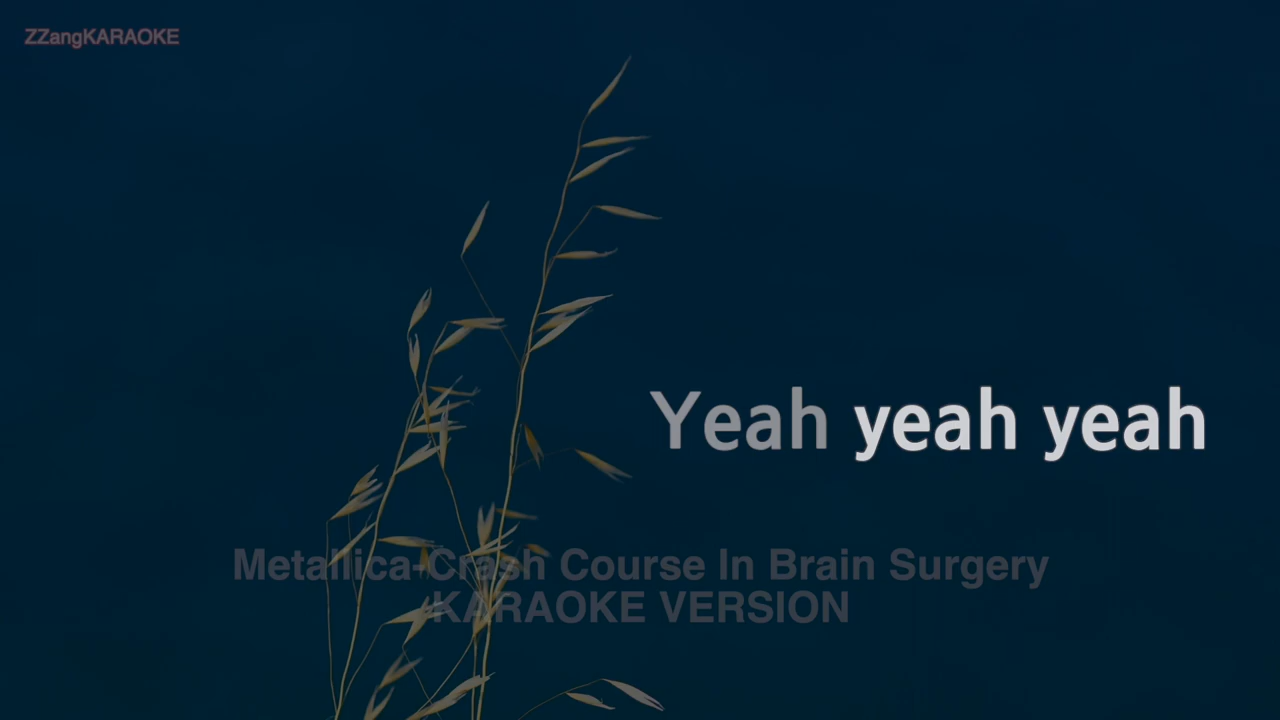 ZZangKARAOKE
Yeah yeah yeah
Metallica-Crash Course In Brain Surgery
KARAOKE VERSION